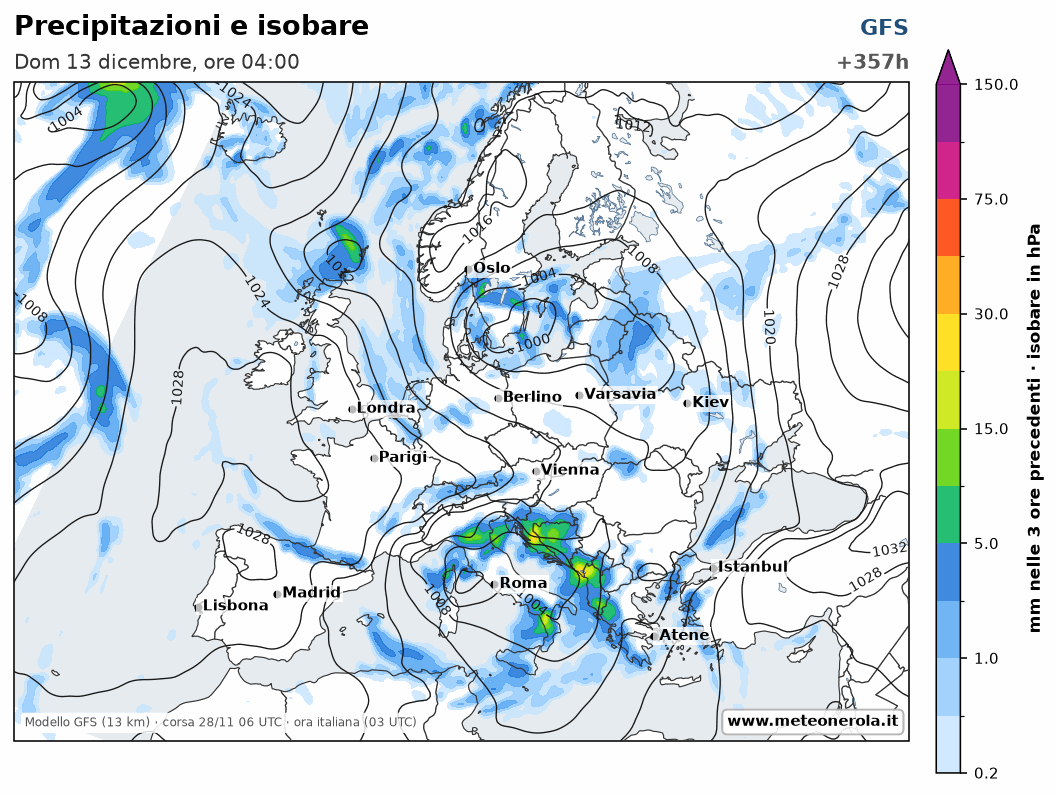 Precipitazioni e isobare
GFS
Dom 13 dicembre, ore 04:00
+357h
1004
1024
1012
1016
1008
1028
1008
1024
1004
1020
1000
1028
1028
1008
1004
1032
1028
Oslo
Berlino
Varsavia
Kiev
Londra
Parigi
Vienna
Istanbul
Roma
Madrid
Lisbona
Atene
Modello GFS (13 km) · corsa 28/11 06 UTC · ora italiana (03 UTC)
www.meteonerola.it
150.0
75.0
30.0
15.0
5.0
1.0
0.2
mm nelle 3 ore precedenti · isobare in hPa